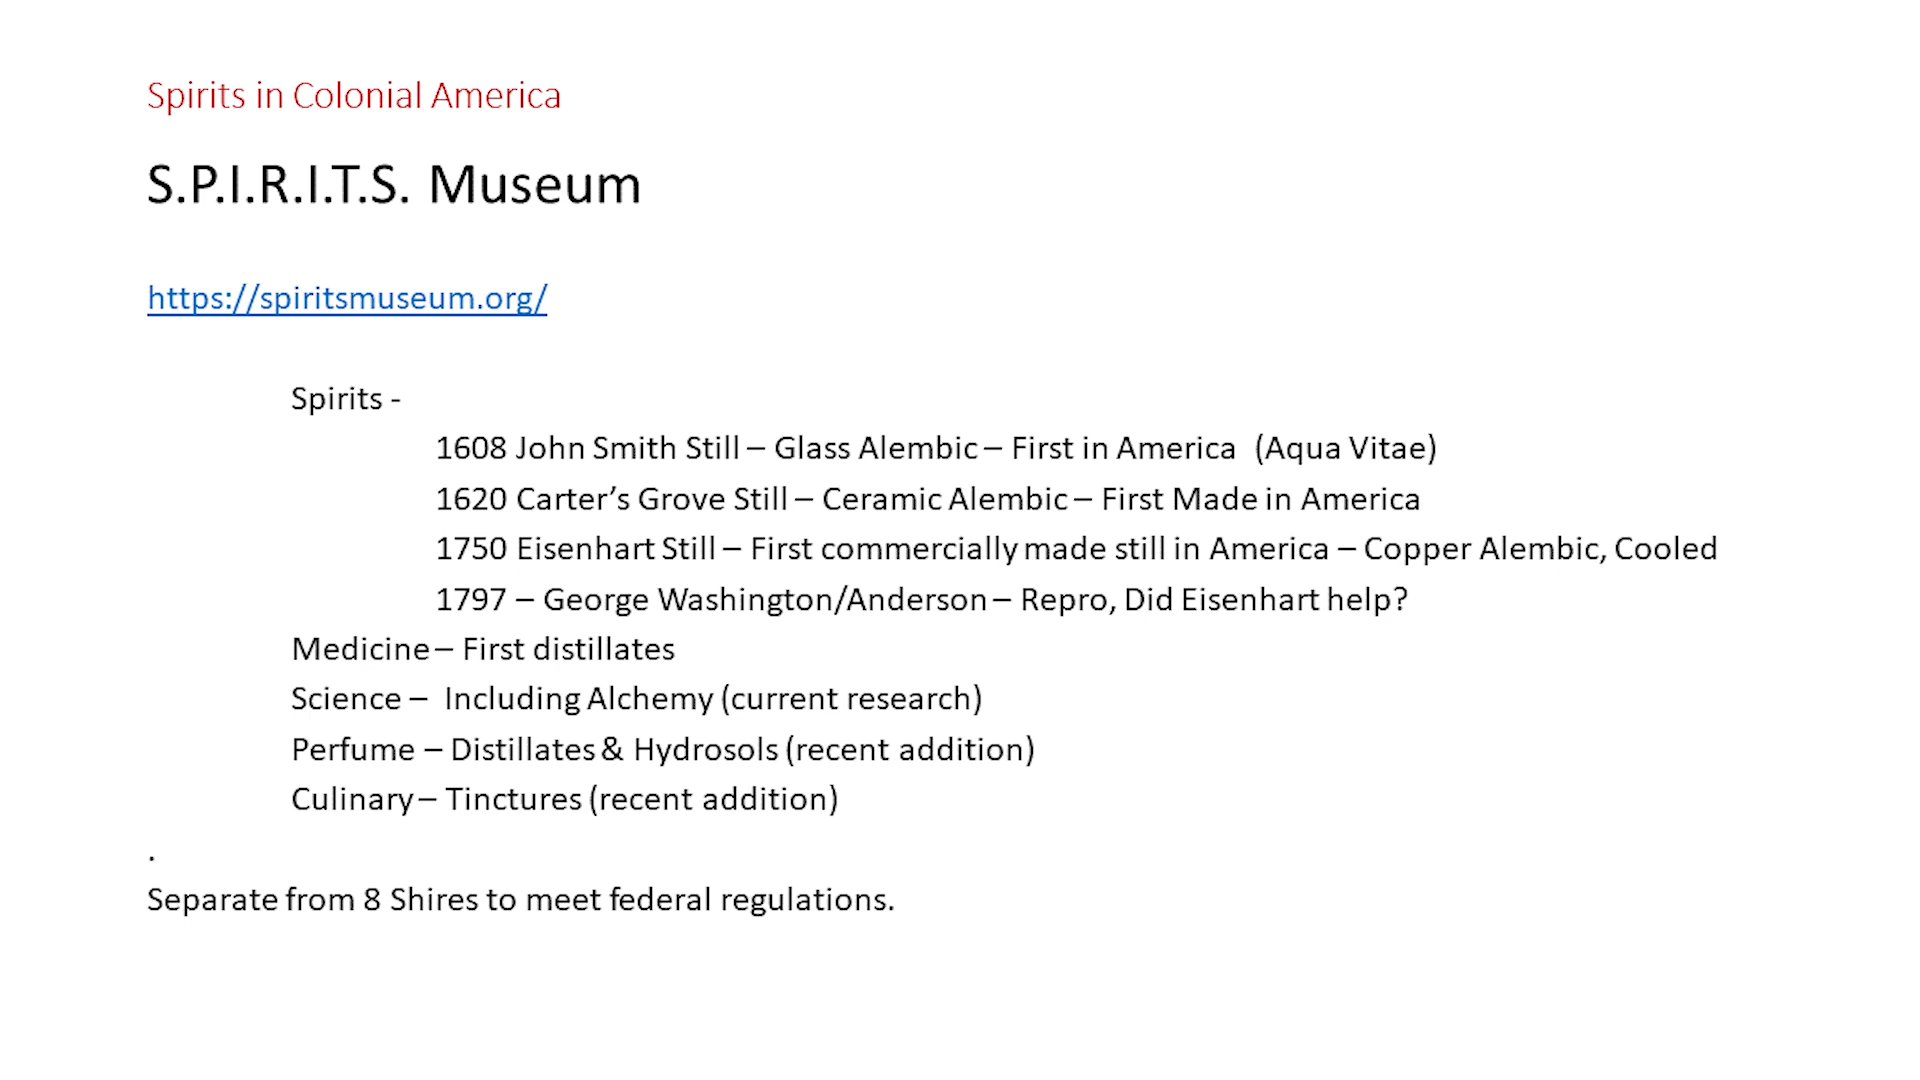 Spirits in Colonial America
S.P.I.R.I.T.S. Museum
https://spiritsmuseum.org/
Spirits -
1608 John Smith Still – Glass Alembic – First in America (Aqua Vitae)
1620 Carter’s Grove Still – Ceramic Alembic – First Made in America
1750 Eisenhart Still – First commercially made still in America – Copper Alembic, Cooled
1797 – George Washington/Anderson – Repro, Did Eisenhart help?
Medicine – First distillates
Science – Including Alchemy (current research)
Perfume – Distillates & Hydrosols (recent addition)
Culinary – Tinctures (recent addition)
.
Separate from 8 Shires to meet federal regulations.